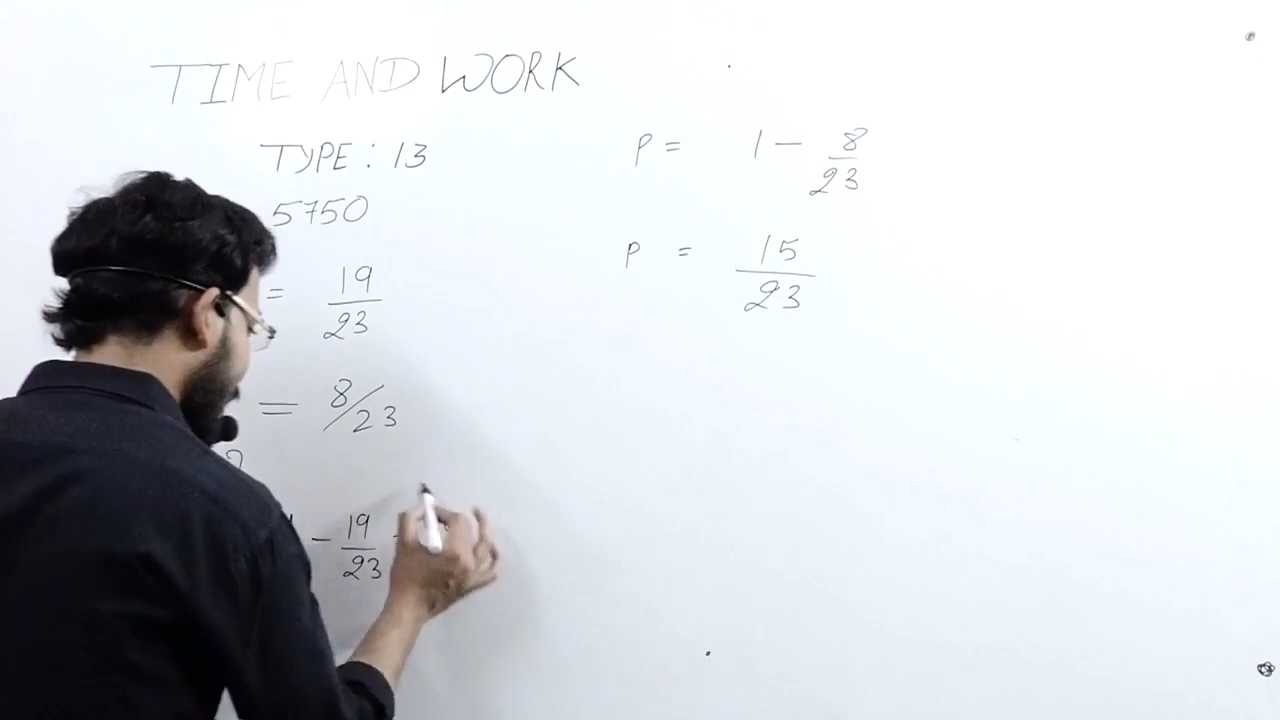 TIME AND WORK
TYPE : 13
5750
= 19/23
= 8/23
- 19/23
P = 1 - 8/23
P = 15/23